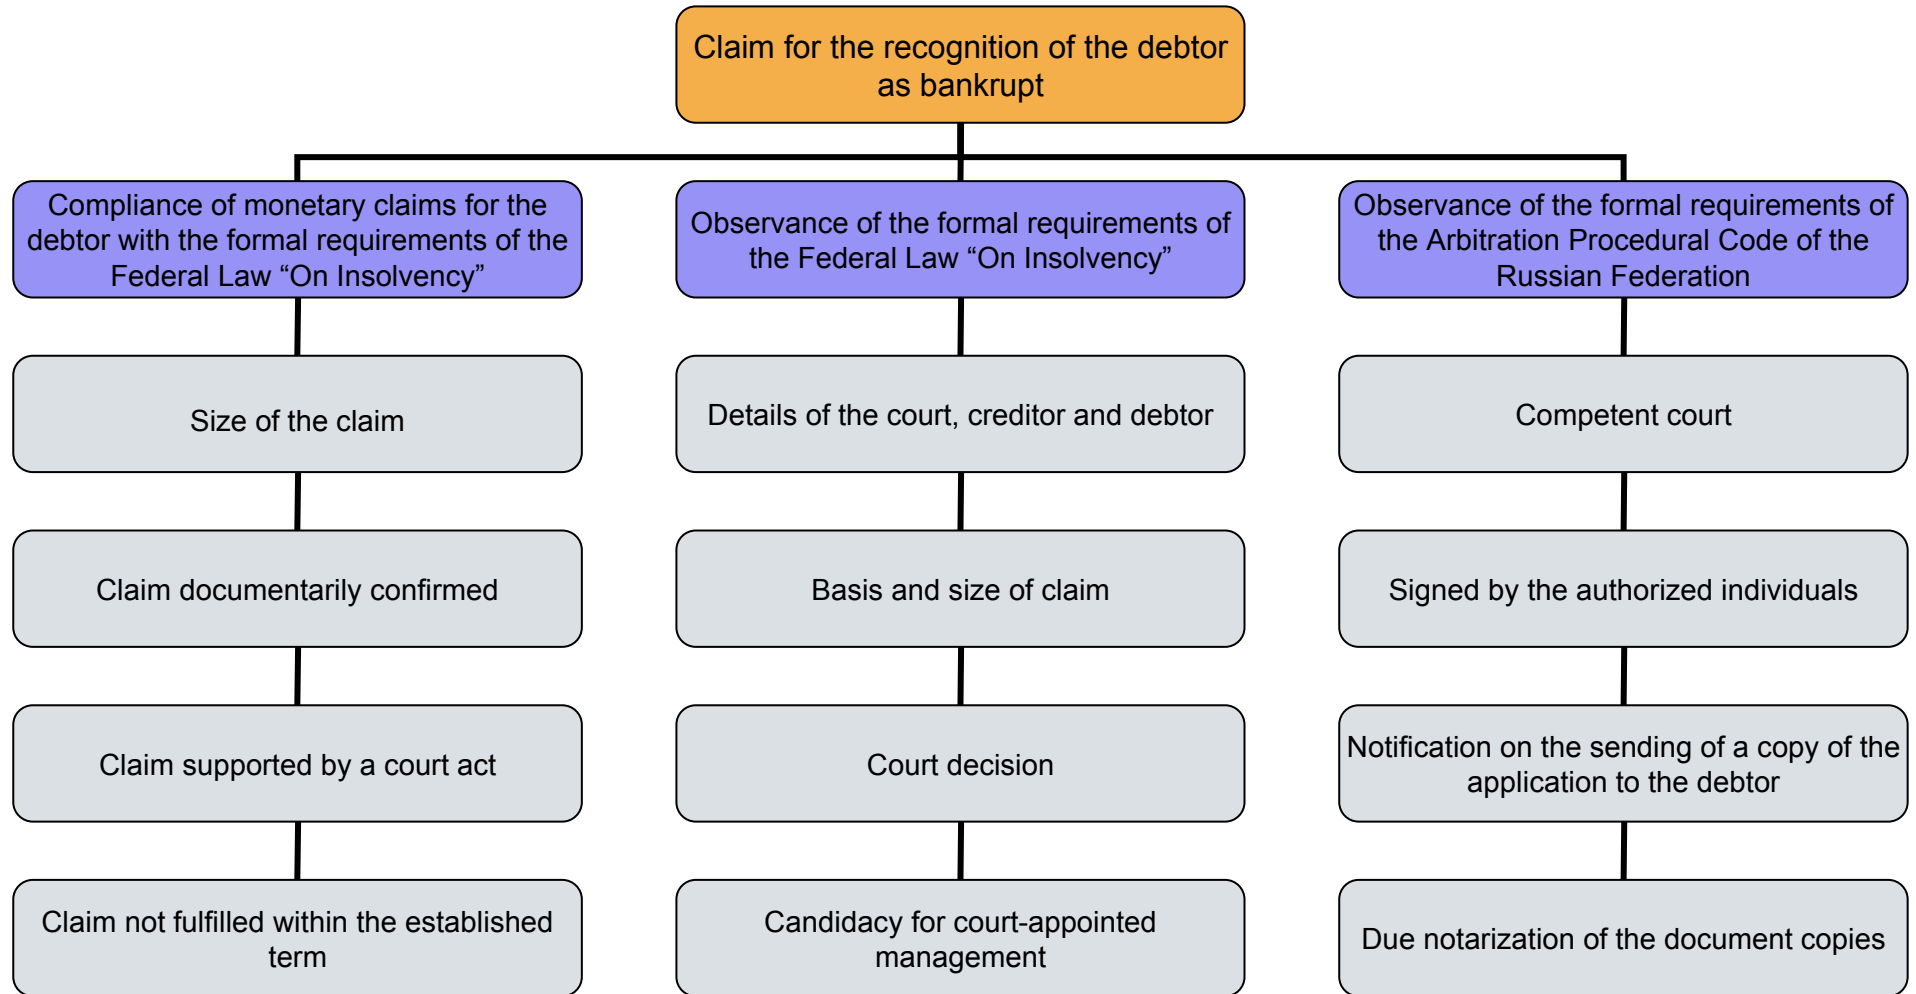 Claim for the recognition of the debtor
as bankrupt
Compliance of monetary claims for the
debtor with the formal requirements of the
Federal Law “On Insolvency”
Observance of the formal requirements of
the Federal Law “On Insolvency”
Observance of the formal requirements of
the Arbitration Procedural Code of the
Russian Federation
Size of the claim
Details of the court, creditor and debtor
Competent court
Claim documentarily confirmed
Basis and size of claim
Signed by the authorized individuals
Claim supported by a court act
Court decision
Notification on the sending of a copy of the
application to the debtor
Claim not fulfilled within the established
term
Candidacy for court-appointed
management
Due notarization of the document copies